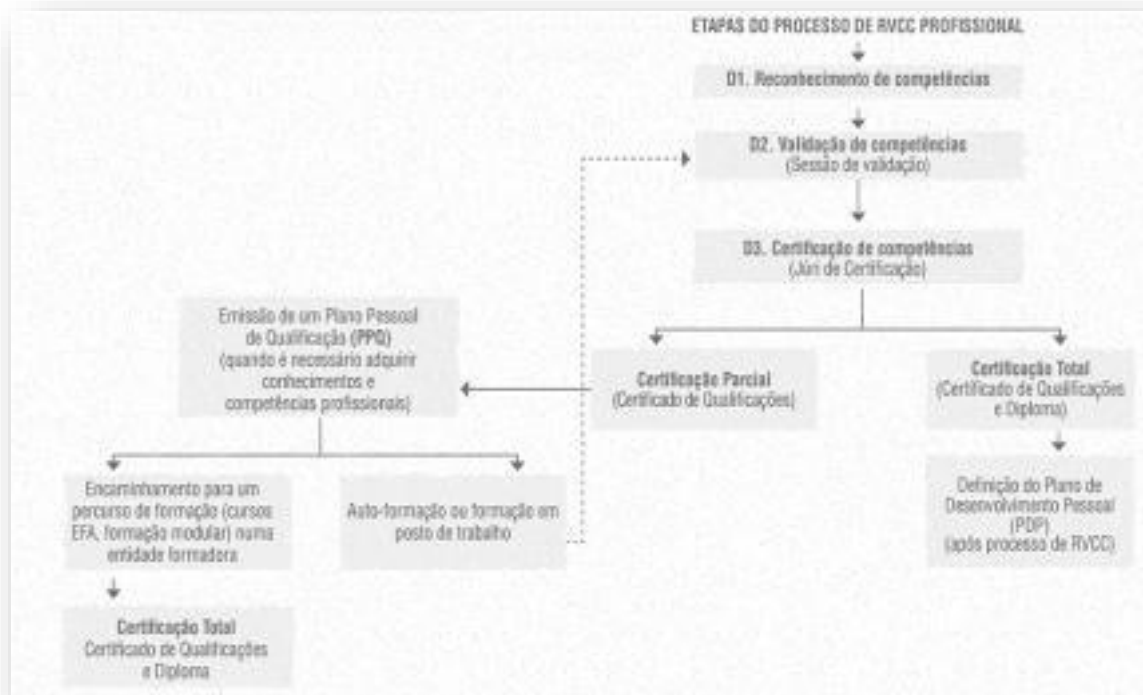 ETAPAS DO PROCESSO DE RVCC PROFISSIONAL
D1. Reconhecimento de competências
D2. Validação de competências
(Sessão de validação)
D3. Certificação de competências
(Júri de Certificação)
Emissão de um Plano Pessoal
de Qualificação (PPQ)
(quando é necessário adquirir
conhecimentos e
competências profissionais)
Certificação Parcial
(Certificado de Qualificações)
Certificação Total
(Certificado de Qualificações
e Diploma)
Encaminhamento para um
percurso de formação (cursos
EFA, formação modular) numa
entidade formadora
Auto-formação ou formação em
posto de trabalho
Definição do Plano de
Desenvolvimento Pessoal
(PDP)
(após processo de RVCC)
Certificação Total
Certificado de Qualificações
e Diploma